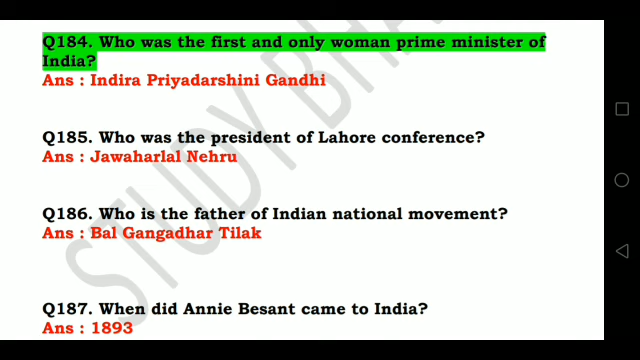 Q184. Who was the first and only woman prime minister of
India?
Ans : Indira Priyadarshini Gandhi
Q185. Who was the president of Lahore conference?
Ans : Jawaharlal Nehru
Q186. Who is the father of Indian national movement?
Ans : Bal Gangadhar Tilak
Q187. When did Annie Besant came to India?
Ans : 1893
STUDY